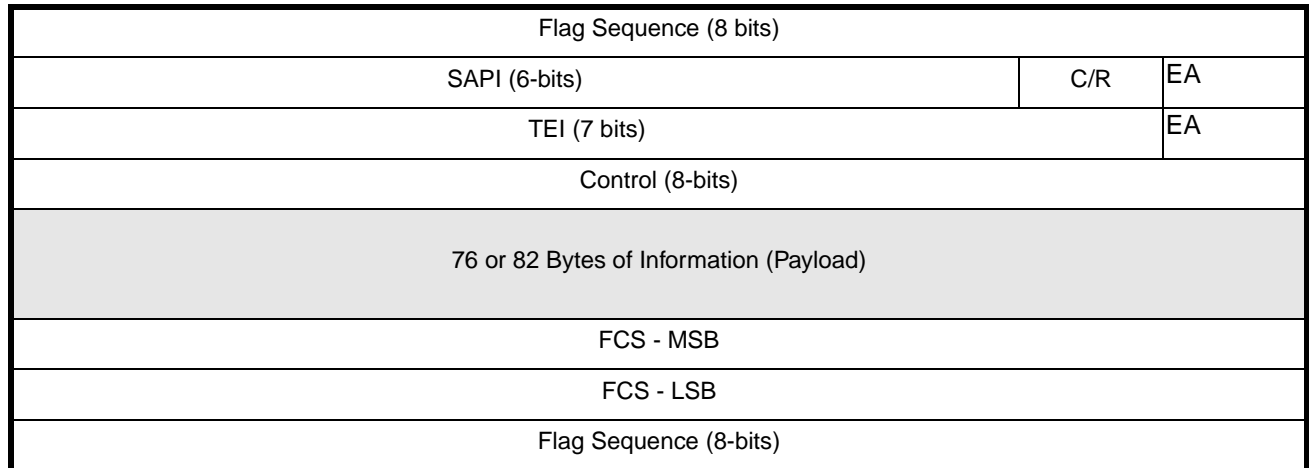 Flag Sequence (8 bits)
SAPI (6-bits) C/R EA
TEI (7 bits) EA
Control (8-bits)
76 or 82 Bytes of Information (Payload)
FCS - MSB
FCS - LSB
Flag Sequence (8-bits)